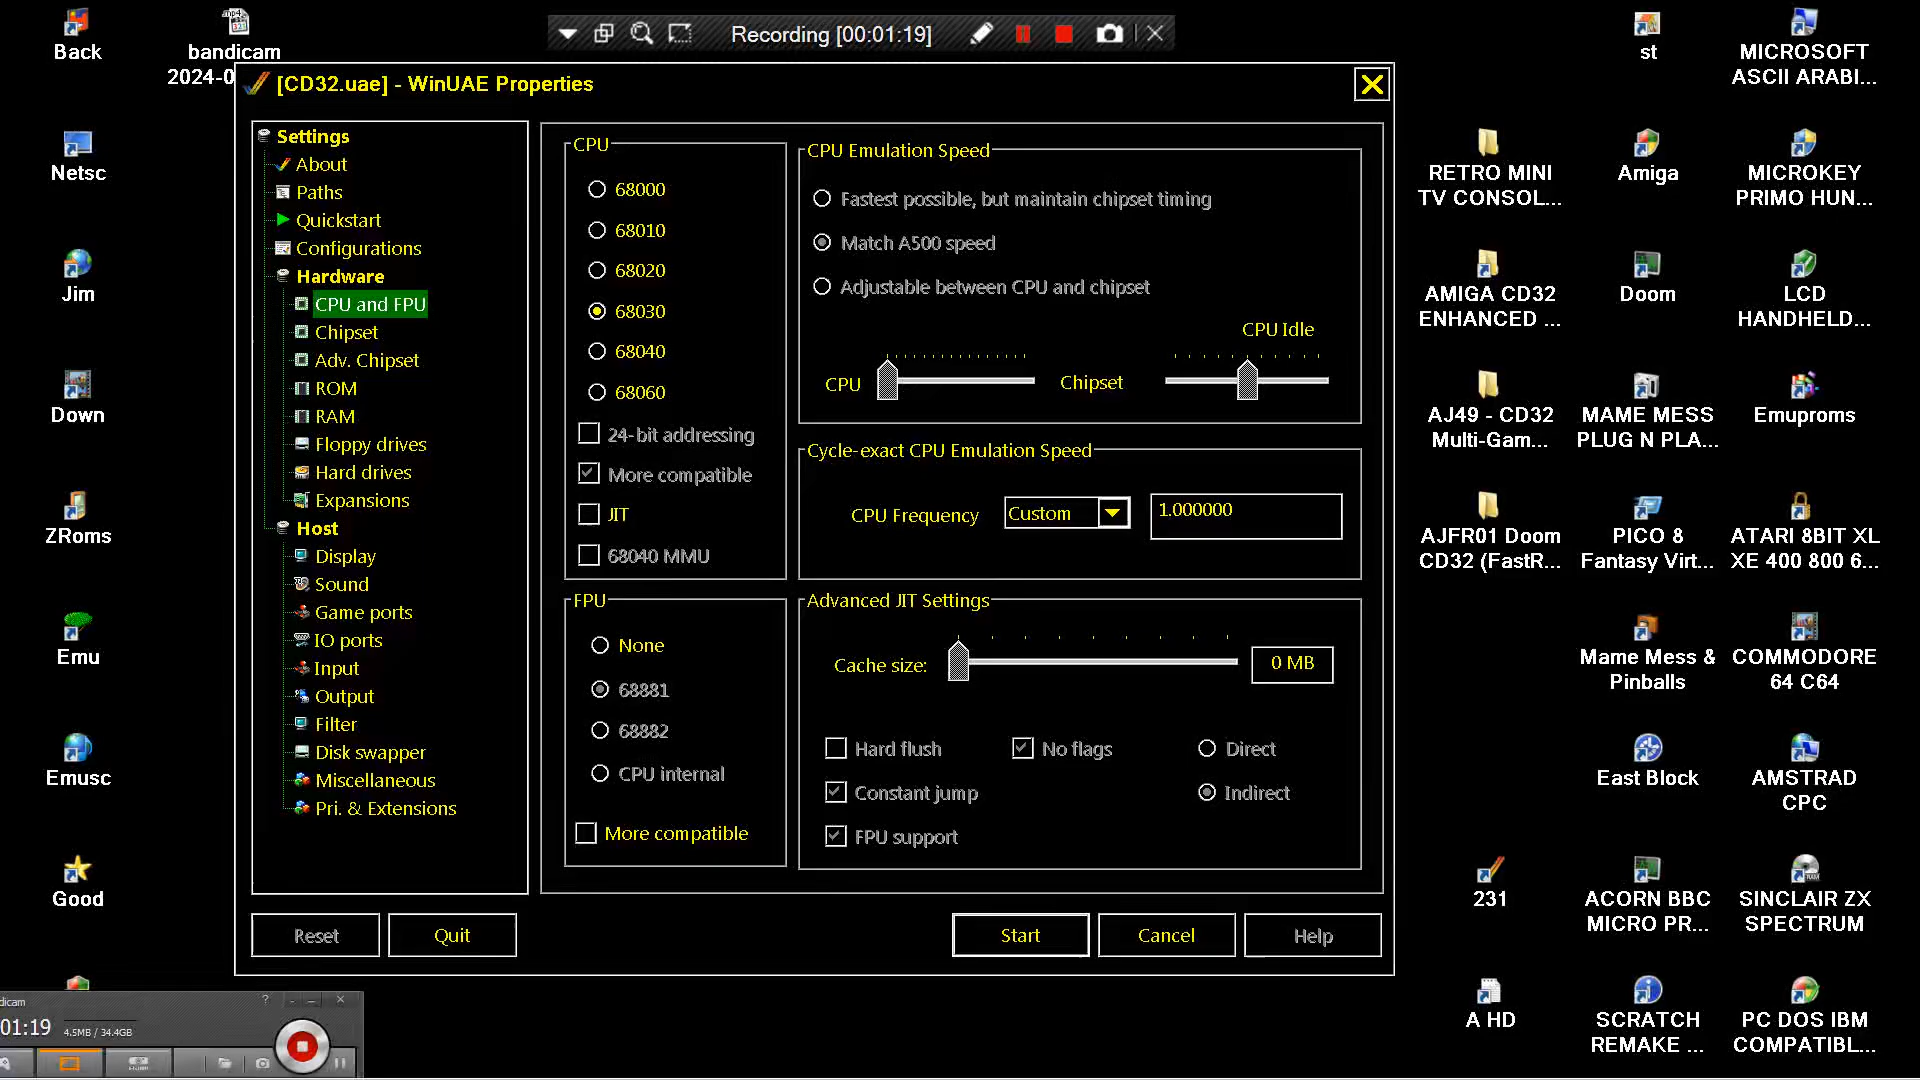 Back
bandicam
2024-0
Recording [00:01:19]
st
MICROSOFT
ASCII ARABI...
[CD32.uae] - WinUAE Properties
Netsc
Jim
Down
ZRoms
Emu
Emusc
Good
Settings
About
Paths
Quickstart
Configurations
Hardware
CPU and FPU
Chipset
Adv. Chipset
ROM
RAM
Floppy drives
Hard drives
Expansions
Host
Display
Sound
Game ports
IO ports
Input
Output
Filter
Disk swapper
Miscellaneous
Pri. & Extensions
CPU
68000
68010
68020
68030
68040
68060
24-bit addressing
More compatible
JIT
68040 MMU
FPU
None
68881
68882
CPU internal
More compatible
CPU Emulation Speed
Fastest possible, but maintain chipset timing
Match A500 speed
Adjustable between CPU and chipset
CPU Idle
CPU
Chipset
Cycle-exact CPU Emulation Speed
CPU Frequency
Custom
1.000000
Advanced JIT Settings
Cache size:
0 MB
Hard flush
No flags
Direct
Constant jump
Indirect
FPU support
Reset
Quit
Start
Cancel
Help
RETRO MINI
TV CONSOL...
Amiga
MICROKEY
PRIMO HUN...
AMIGA CD32
ENHANCED ...
Doom
LCD
HANDHELD...
AJ49 - CD32
Multi-Gam...
MAME MESS
PLUG N PLA...
Emuproms
AJFR01 Doom
CD32 (FastR...
PICO 8
Fantasy Virt...
ATARI 8BIT XL
XE 400 800 6...
Mame Mess &
Pinballs
COMMODORE
64 C64
East Block
AMSTRAD
CPC
231
ACORN BBC
MICRO PR...
SINCLAIR ZX
SPECTRUM
A HD
SCRATCH
REMAKE ...
PC DOS IBM
COMPATIBL...
dicam
01:19
4.5MB / 34.4GB